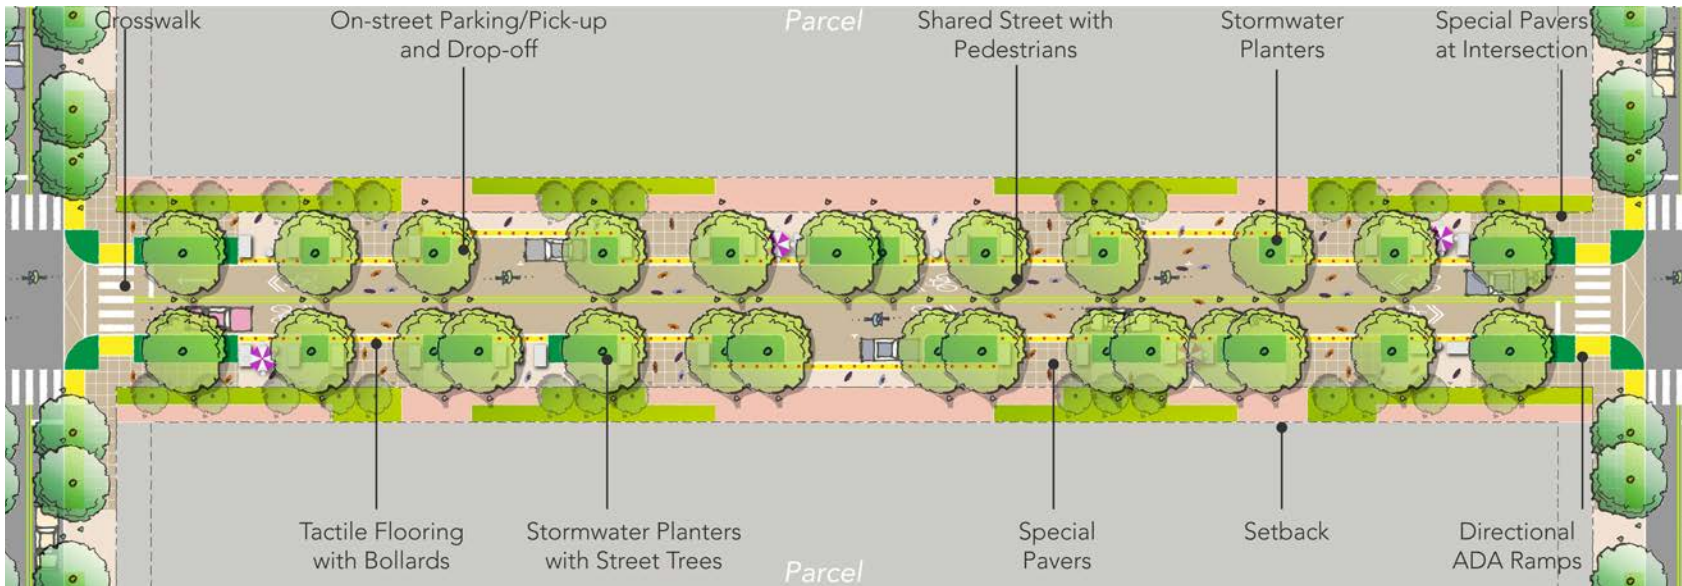 Crosswalk
On-street Parking/Pick-up
and Drop-off
Parcel
Shared Street with
Pedestrians
Stormwater
Planters
Special Pavers
at Intersection
Tactile Flooring
with Bollards
Stormwater Planters
with Street Trees
Parcel
Special
Pavers
Setback
Directional
ADA Ramps